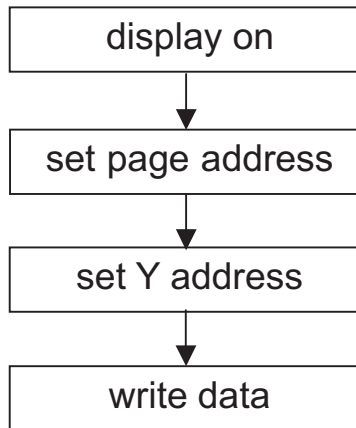 display on
set page address
set Y address
write data